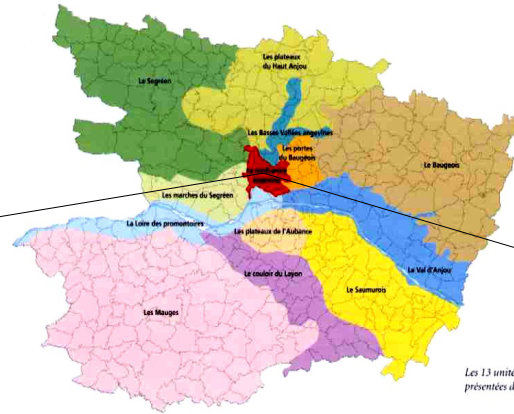 Les plateaux
du Haut Anjou
Le Segréen
Les Basses Vallées angevines
Les portes
du Baugeois
Le Baugeois
Les marches du Segréen
La Loire des promontoires
Les plateaux de l'Aubance
Le Val d'Anjou
Le couloir du Layon
Le Saumurois
Les Mauges
Les 13 unité
présentées d